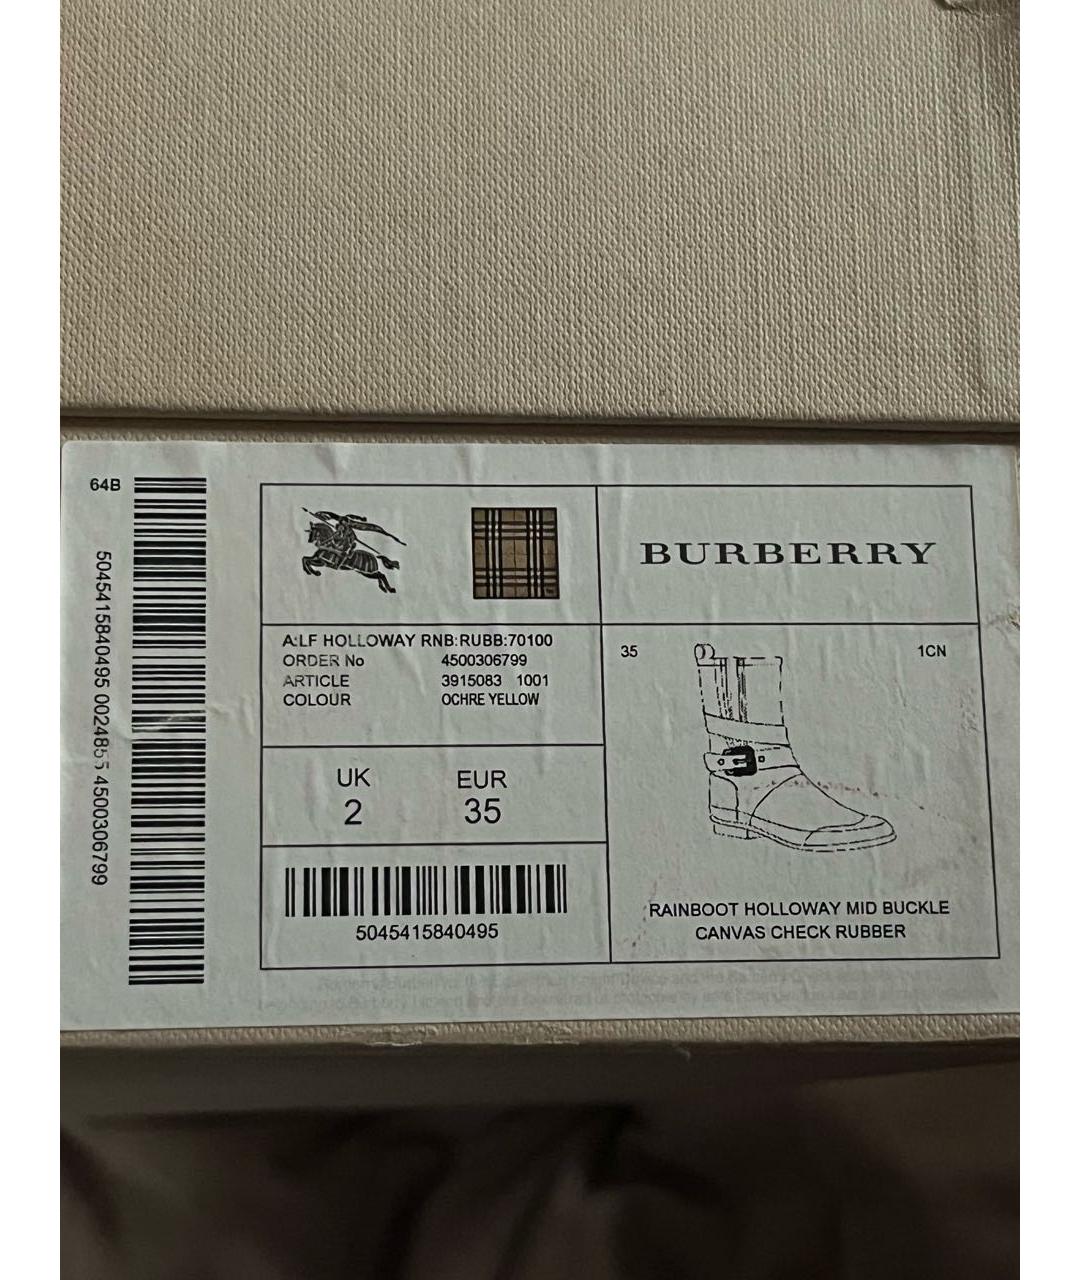 64B
5045415840495 0024855 4500306799
BURBERRY
A:LF HOLLOWAY RNB:RUBB:70100
ORDER No 4500306799
ARTICLE 3915083 1001
COLOUR OCHRE YELLOW
UK EUR
2 35
5045415840495
35 1CN
RAINBOOT HOLLOWAY MID BUCKLE
CANVAS CHECK RUBBER